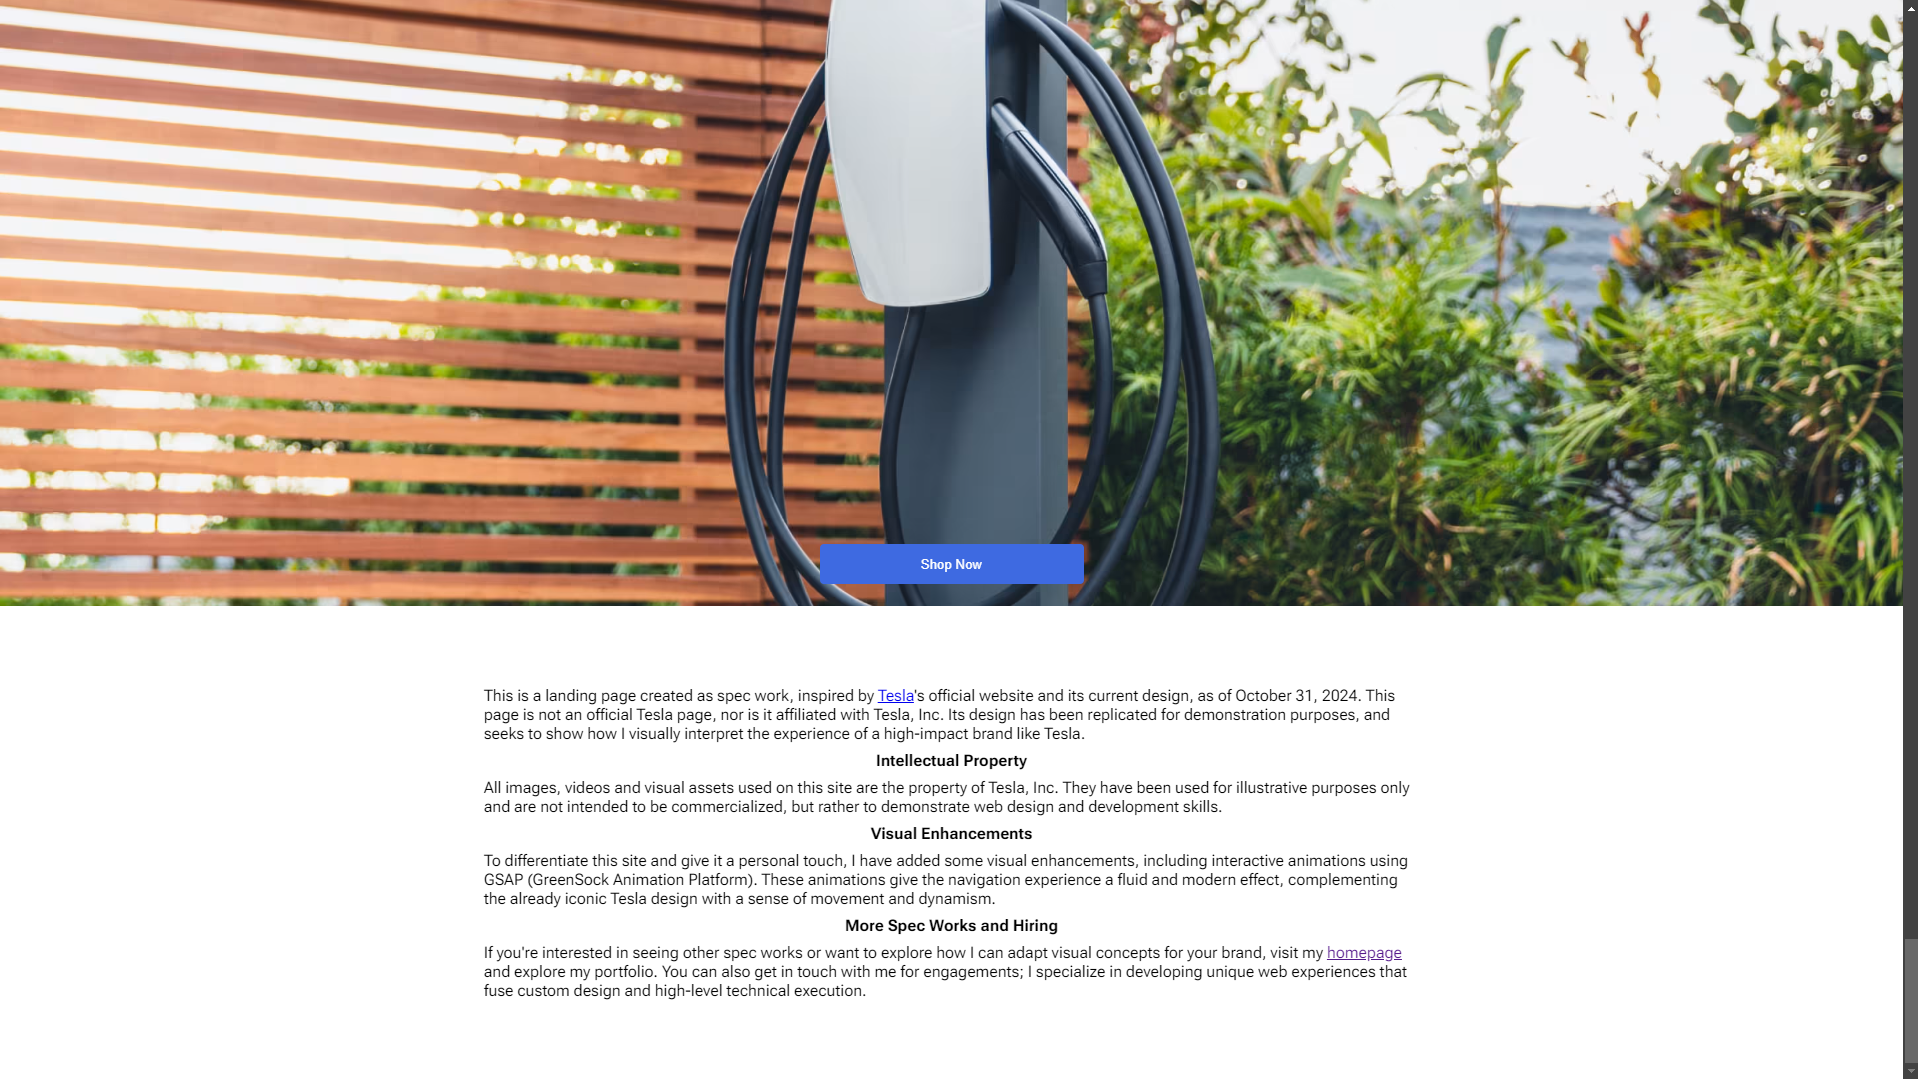 Shop Now
This is a landing page created as spec work, inspired by Tesla's official website and its current design, as of October 31, 2024. This
page is not an official Tesla page, nor is it affiliated with Tesla, Inc. Its design has been replicated for demonstration purposes, and
seeks to show how I visually interpret the experience of a high-impact brand like Tesla.
Intellectual Property
All images, videos and visual assets used on this site are the property of Tesla, Inc. They have been used for illustrative purposes only
and are not intended to be commercialized, but rather to demonstrate web design and development skills.
Visual Enhancements
To differentiate this site and give it a personal touch, I have added some visual enhancements, including interactive animations using
GSAP (GreenSock Animation Platform). These animations give the navigation experience a fluid and modern effect, complementing
the already iconic Tesla design with a sense of movement and dynamism.
More Spec Works and Hiring
If you're interested in seeing other spec works or want to explore how I can adapt visual concepts for your brand, visit my homepage
and explore my portfolio. You can also get in touch with me for engagements; I specialize in developing unique web experiences that
fuse custom design and high-level technical execution.